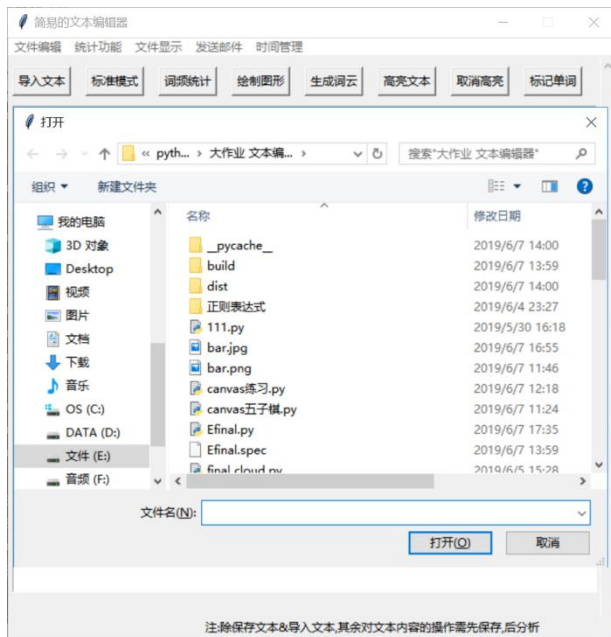 简易的文本编辑器
文件编辑 统计功能 文件显示 发送邮件 时间管理
导入文本 标准模式 词频统计 绘制图形 生成词云 高亮文本 取消高亮 标记单词
打开
« pyth... › 大作业 文本编... › 搜索"大作业 文本编辑器"
组织 新建文件夹
名称 修改日期
我的电脑
3D 对象
Desktop
视频
图片
文档
下载
音乐
OS (C:)
DATA (D:)
文件 (E:)
音频 (F:)
__pycache__ 2019/6/7 14:00
build 2019/6/7 13:59
dist 2019/6/7 14:00
正则表达式 2019/6/4 23:27
111.py 2019/5/30 16:18
bar.jpg 2019/6/7 16:55
bar.png 2019/6/7 11:46
canvas练习.py 2019/6/7 12:18
canvas五子棋.py 2019/6/7 11:24
Efinal.py 2019/6/7 17:35
Efinal.spec 2019/6/7 13:59
final cloud.py 2019/6/5 15:28
文件名(N):
打开(O) 取消
注:除保存文本&导入文本,其余对文本内容的操作需先保存,后分析